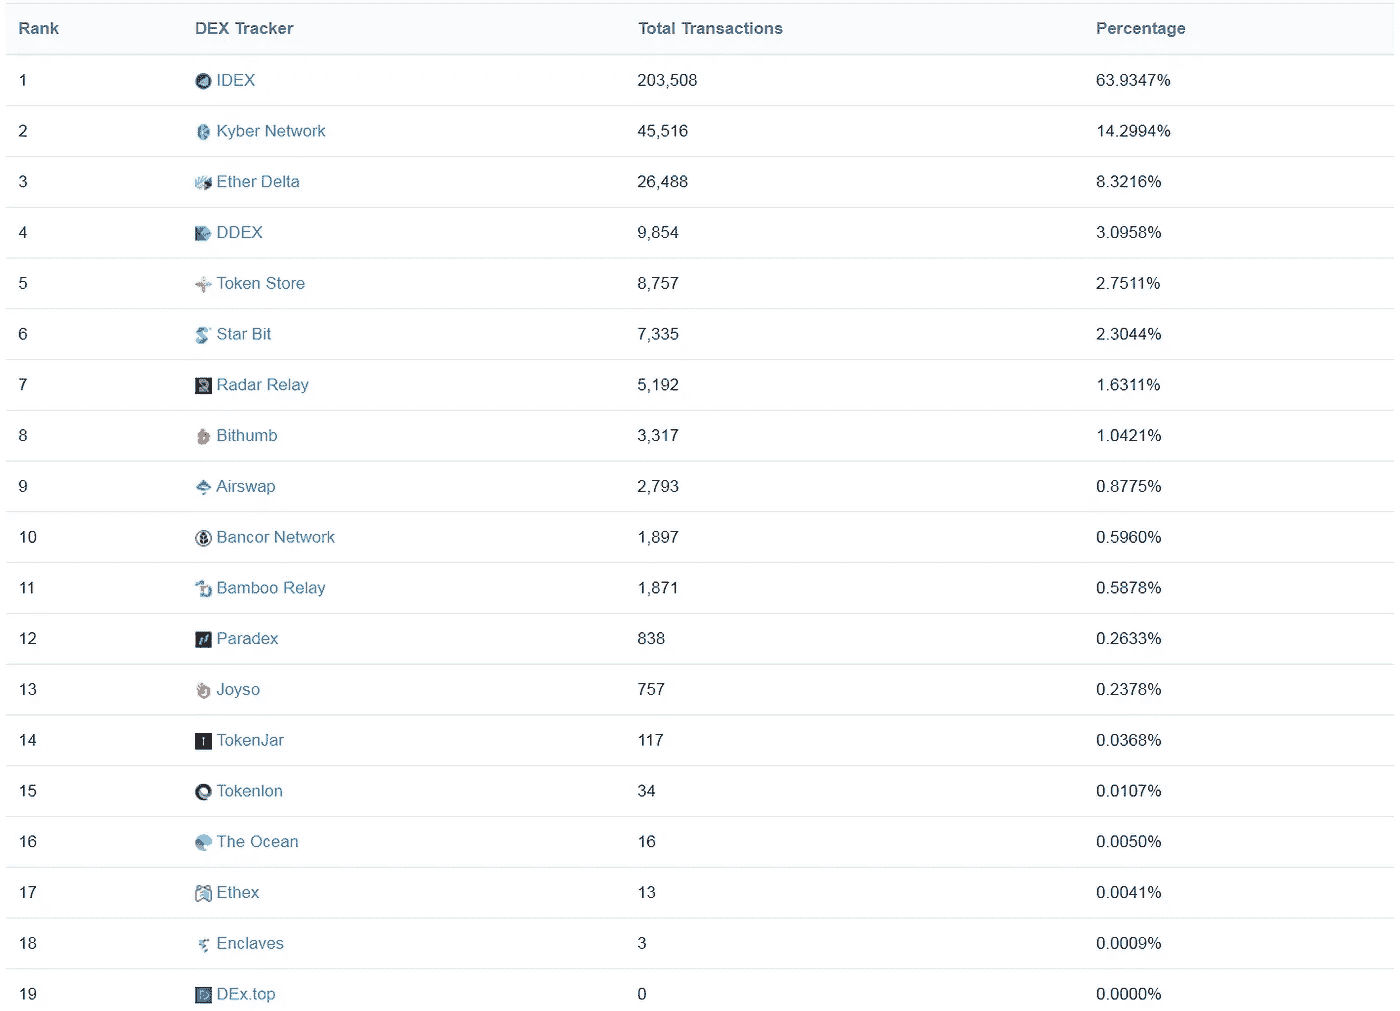 Rank DEX Tracker Total Transactions Percentage
1 IDEX 203,508 63.9347%
2 Kyber Network 45,516 14.2994%
3 Ether Delta 26,488 8.3216%
4 DDEX 9,854 3.0958%
5 Token Store 8,757 2.7511%
6 Star Bit 7,335 2.3044%
7 Radar Relay 5,192 1.6311%
8 Bithumb 3,317 1.0421%
9 Airswap 2,793 0.8775%
10 Bancor Network 1,897 0.5960%
11 Bamboo Relay 1,871 0.5878%
12 Paradex 838 0.2633%
13 Joyso 757 0.2378%
14 TokenJar 117 0.0368%
15 Tokenlon 34 0.0107%
16 The Ocean 16 0.0050%
17 Ethex 13 0.0041%
18 Enclaves 3 0.0009%
19 DEx.top 0 0.0000%